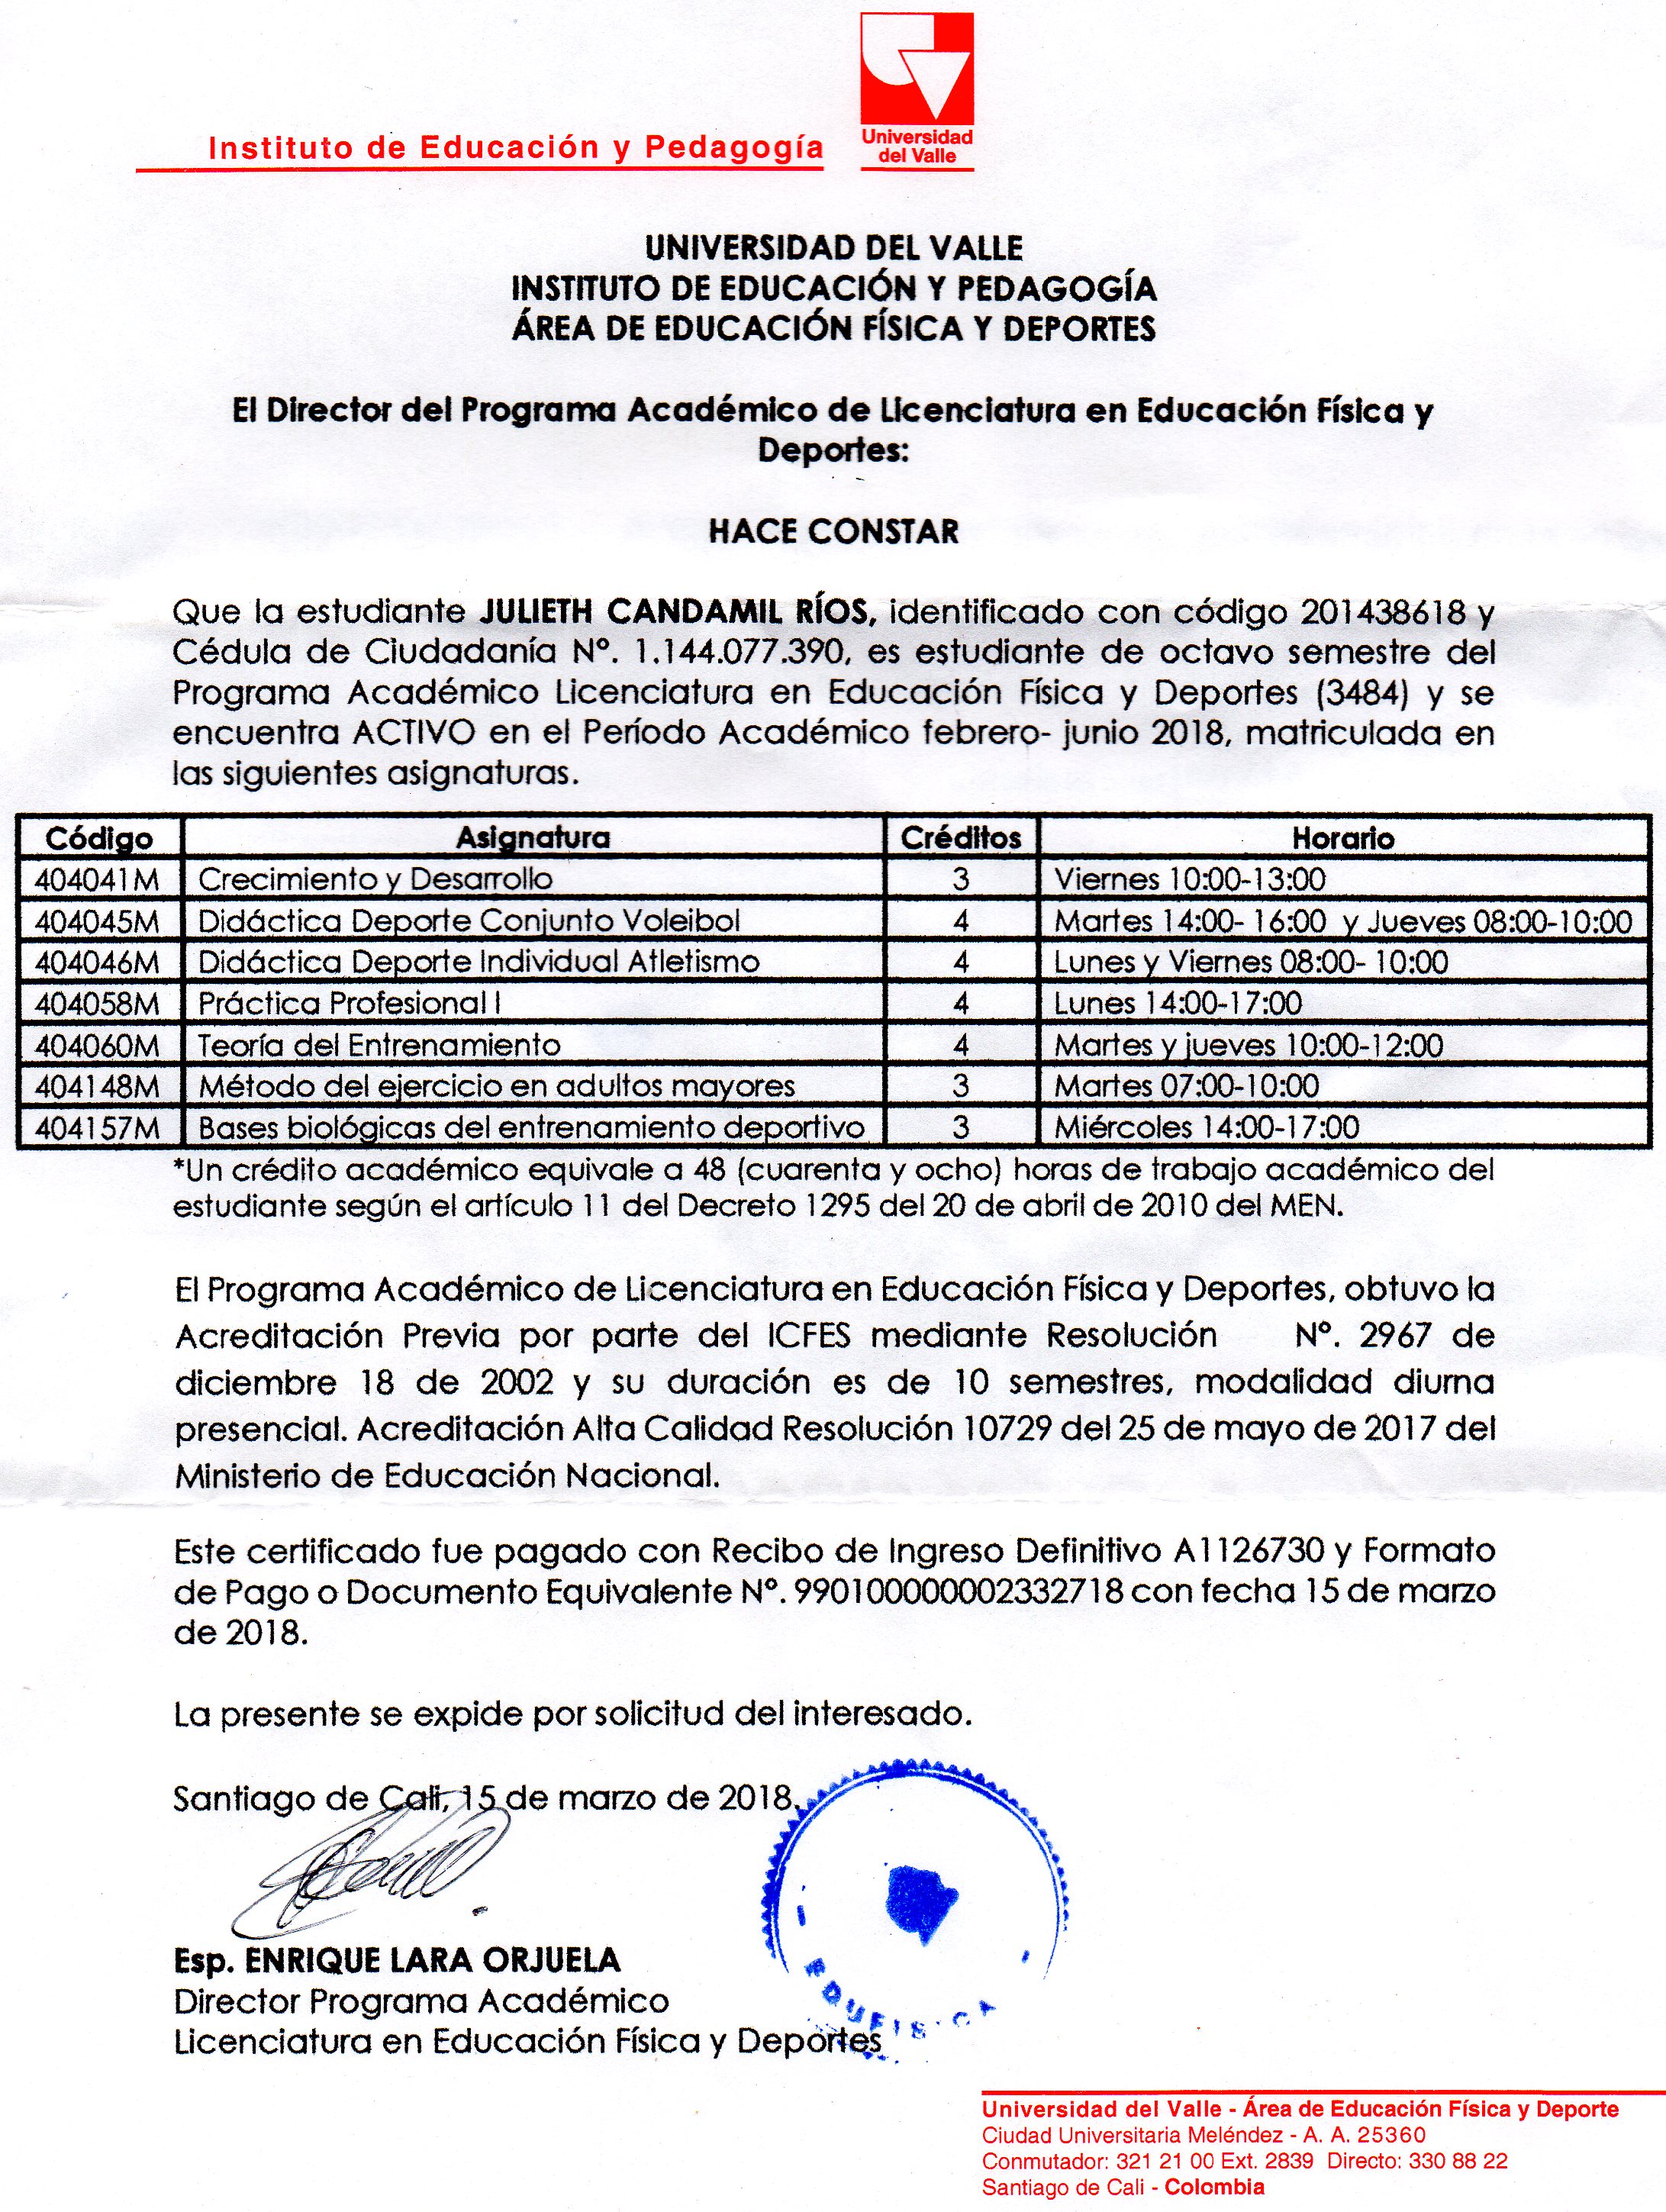 Instituto de Educación y Pedagogía
Universidad
del Valle
UNIVERSIDAD DEL VALLE
INSTITUTO DE EDUCACIÓN Y PEDAGOGÍA
ÁREA DE EDUCACIÓN FÍSICA Y DEPORTES
El Director del Programa Académico de Licenciatura en Educación Física y
Deportes:
HACE CONSTAR
Que la estudiante JULIETH CANDAMIL RÍOS, identificado con código 201438618 y
Cédula de Ciudadanía Nº. 1.144.077.390, es estudiante de octavo semestre del
Programa Académico Licenciatura en Educación Física y Deportes (3484) y se
encuentra ACTIVO en el Período Académico febrero- junio 2018, matriculada en
las siguientes asignaturas.
Código Asignatura Créditos Horario
404041M Crecimiento y Desarrollo 3 Viernes 10:00-13:00
404045M Didáctica Deporte Conjunto Voleibol 4 Martes 14:00- 16:00 y Jueves 08:00-10:00
404046M Didáctica Deporte Individual Atletismo 4 Lunes y Viernes 08:00- 10:00
404058M Práctica Profesional I 4 Lunes 14:00-17:00
404060M Teoría del Entrenamiento 4 Martes y jueves 10:00-12:00
404148M Método del ejercicio en adultos mayores 3 Martes 07:00-10:00
404157M Bases biológicas del entrenamiento deportivo 3 Miércoles 14:00-17:00
*Un crédito académico equivale a 48 (cuarenta y ocho) horas de trabajo académico del
estudiante según el artículo 11 del Decreto 1295 del 20 de abril de 2010 del MEN.
El Programa Académico de Licenciatura en Educación Física y Deportes, obtuvo la
Acreditación Previa por parte del ICFES mediante Resolución Nº. 2967 de
diciembre 18 de 2002 y su duración es de 10 semestres, modalidad diurna
presencial. Acreditación Alta Calidad Resolución 10729 del 25 de mayo de 2017 del
Ministerio de Educación Nacional.
Este certificado fue pagado con Recibo de Ingreso Definitivo A1126730 y Formato
de Pago o Documento Equivalente Nº. 990100000002332718 con fecha 15 de marzo
de 2018.
La presente se expide por solicitud del interesado.
Santiago de Cali, 15 de marzo de 2018.
Esp. ENRIQUE LARA ORJUELA
Director Programa Académico
Licenciatura en Educación Física y Deportes
Universidad del Valle - Área de Educación Física y Deporte
Ciudad Universitaria Meléndez - A. A. 25360
Conmutador: 321 21 00 Ext. 2839 Directo: 330 88 22
Santiago de Cali - Colombia